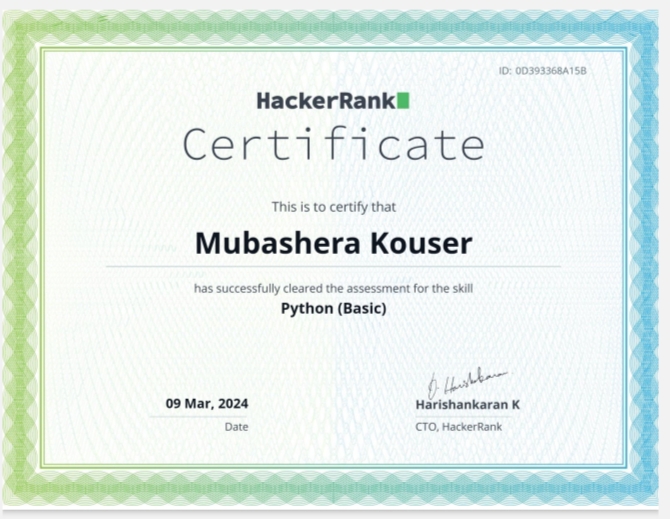 ID: 0D393368A15B
HackerRank
Certificate
This is to certify that
Mubashera Kouser
has successfully cleared the assessment for the skill
Python (Basic)
09 Mar, 2024
Date
Harishankaran K
CTO, HackerRank